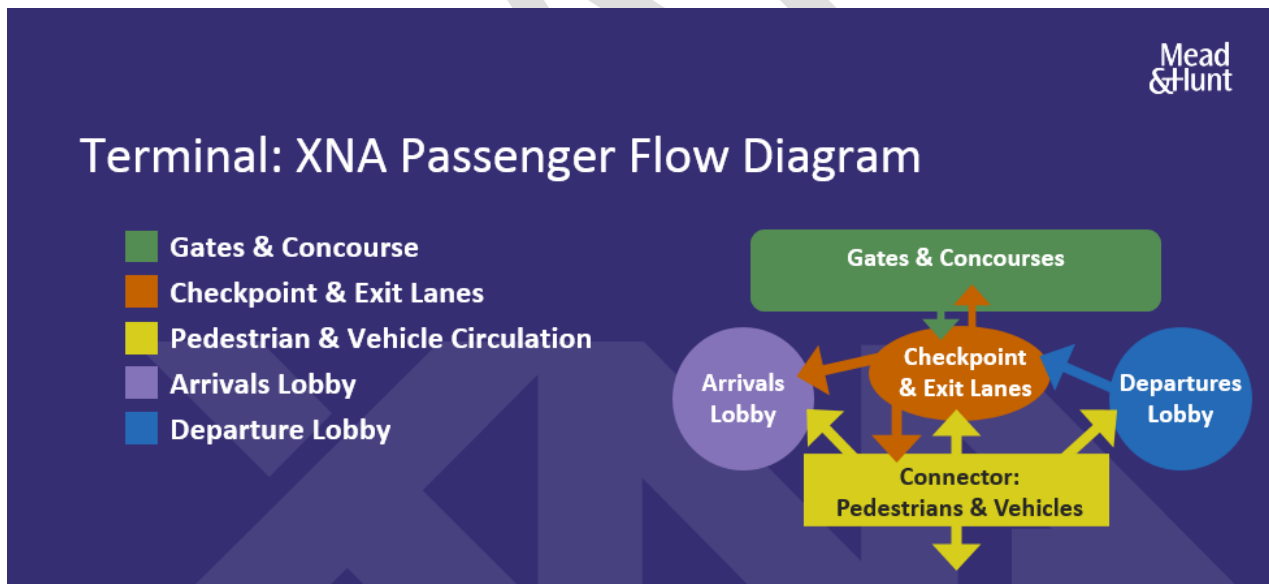 Mead
&Hunt
Terminal: XNA Passenger Flow Diagram
Gates & Concourse
Checkpoint & Exit Lanes
Pedestrian & Vehicle Circulation
Arrivals Lobby
Departure Lobby
Gates & Concourses
Checkpoint
& Exit Lanes
Arrivals
Lobby
Departures
Lobby
Connector:
Pedestrians & Vehicles
XNA